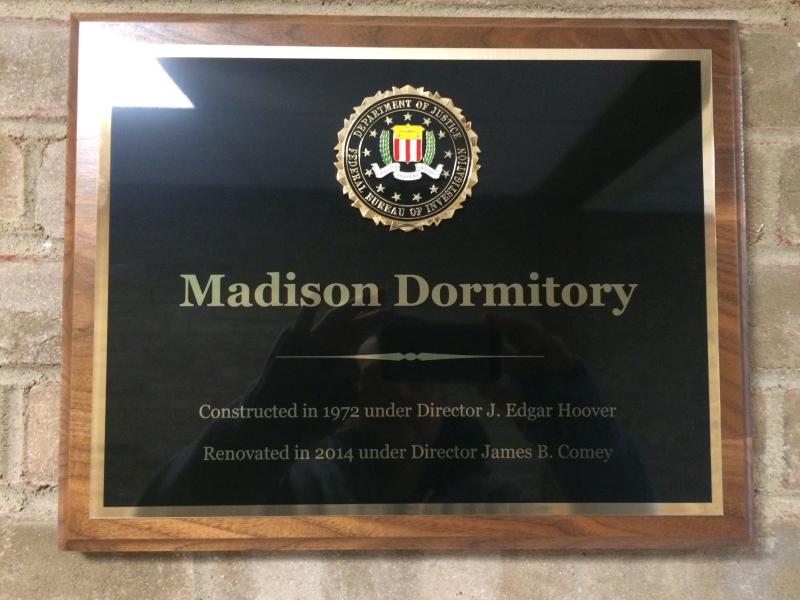 DEPARTMENT OF JUSTICE
FEDERAL BUREAU OF INVESTIGATION
Madison Dormitory
Constructed in 1972 under Director J. Edgar Hoover
Renovated in 2014 under Director James B. Comey